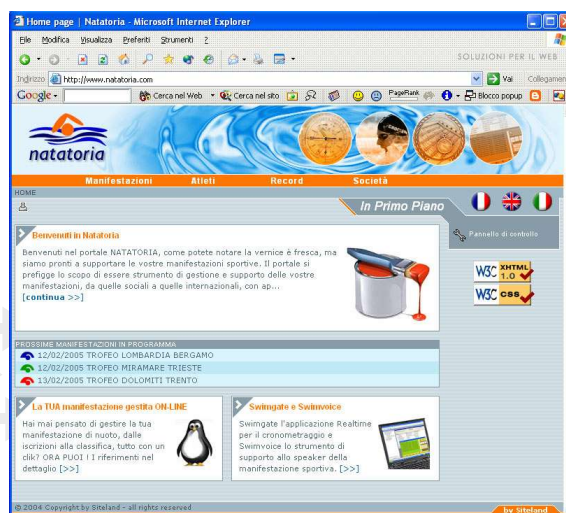 Home page | Natatoria - Microsoft Internet Explorer
File Modifica Visualizza Preferiti Strumenti ?
SOLUZIONI PER IL WEB
Indirizzo http://www.natatoria.com Vai Collegamen
Google Cerca nel Web Cerca nel sito PageRank Blocco popup
natatoria
Manifestazioni Atleti Record Società
HOME
In Primo Piano
Pannello di controllo
Benvenuti in Natatoria
Benvenuti nel portale NATATORIA, come potete notare la vernice è fresca, ma
siamo pronti a supportare le vostre manifestazioni sportive. Il portale si
prefigge lo scopo di essere strumento di gestione e supporto delle vostre
manifestazioni, da quelle sociali a quelle internazionali, con ap...
[continua >>]
W3C XHTML 1.0
W3C css
PROSSIME MANIFESTAZIONI IN PROGRAMMA
12/02/2005 TROFEO LOMBARDIA BERGAMO
12/02/2005 TROFEO MIRAMARE TRIESTE
13/02/2005 TROFEO DOLOMITI TRENTO
La TUA manifestazione gestita ON-LINE
Hai mai pensato di gestire la tua
manifestazione di nuoto, dalle
iscrizioni alla classifica, tutto con un
clik? ORA PUOI ! I riferimenti nel
dettaglio [>>]
Swimgate e Swimvoice
Swimgate l'applicazione Realtime
per il cronometraggio e
Swimvoice lo strumento di
supporto allo speaker della
manifestazione sportiva. [>>]
© 2004 Copyright by Siteland - all rights reserved
by Siteland